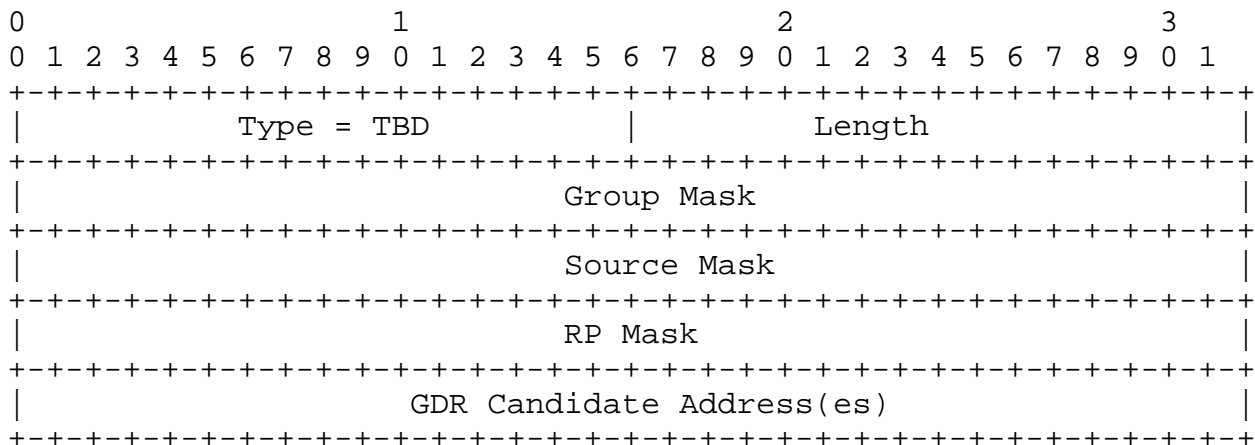 0                   1                   2                   3
0 1 2 3 4 5 6 7 8 9 0 1 2 3 4 5 6 7 8 9 0 1 2 3 4 5 6 7 8 9 0 1
+-+-+-+-+-+-+-+-+-+-+-+-+-+-+-+-+-+-+-+-+-+-+-+-+-+-+-+-+-+-+-+-+
|           Type = TBD          |         Length                |
+-+-+-+-+-+-+-+-+-+-+-+-+-+-+-+-+-+-+-+-+-+-+-+-+-+-+-+-+-+-+-+-+
|                            Group Mask                         |
+-+-+-+-+-+-+-+-+-+-+-+-+-+-+-+-+-+-+-+-+-+-+-+-+-+-+-+-+-+-+-+-+
|                            Source Mask                        |
+-+-+-+-+-+-+-+-+-+-+-+-+-+-+-+-+-+-+-+-+-+-+-+-+-+-+-+-+-+-+-+-+
|                            RP Mask                            |
+-+-+-+-+-+-+-+-+-+-+-+-+-+-+-+-+-+-+-+-+-+-+-+-+-+-+-+-+-+-+-+-+
|                    GDR Candidate Address(es)                  |
+-+-+-+-+-+-+-+-+-+-+-+-+-+-+-+-+-+-+-+-+-+-+-+-+-+-+-+-+-+-+-+-+